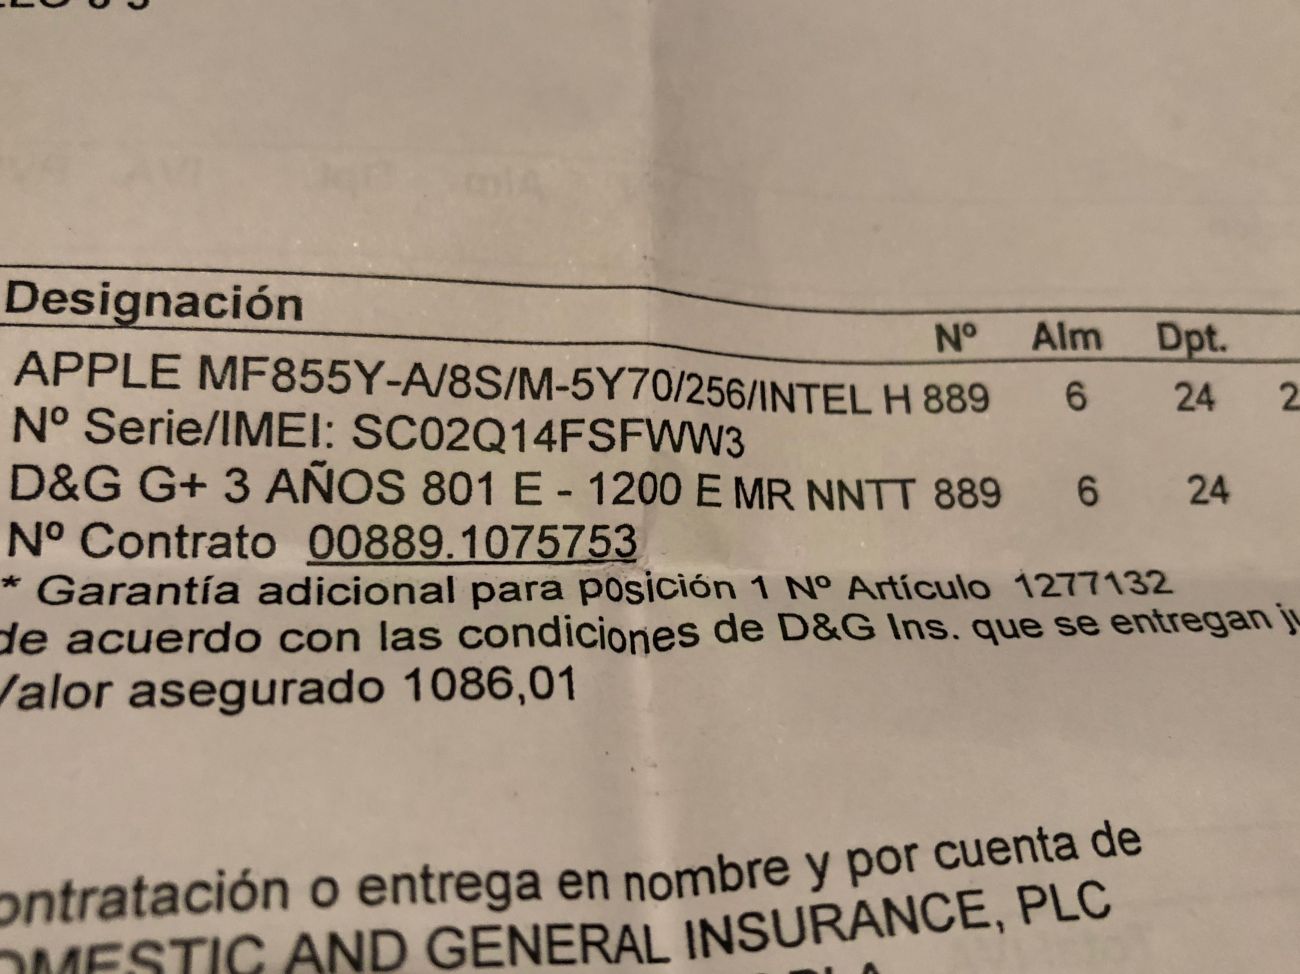 Designación Nº Alm Dpt.
APPLE MF855Y-A/8S/M-5Y70/256/INTEL H 889 6 24 2
Nº Serie/IMEI: SC02Q14FSFWW3
D&G G+ 3 AÑOS 801 E - 1200 E MR NNTT 889 6 24
Nº Contrato 00889.1075753
* Garantía adicional para posición 1 Nº Artículo 1277132
de acuerdo con las condiciones de D&G Ins. que se entregan ju
Valor asegurado 1086,01
ontratación o entrega en nombre y por cuenta de
OMESTIC AND GENERAL INSURANCE, PLC